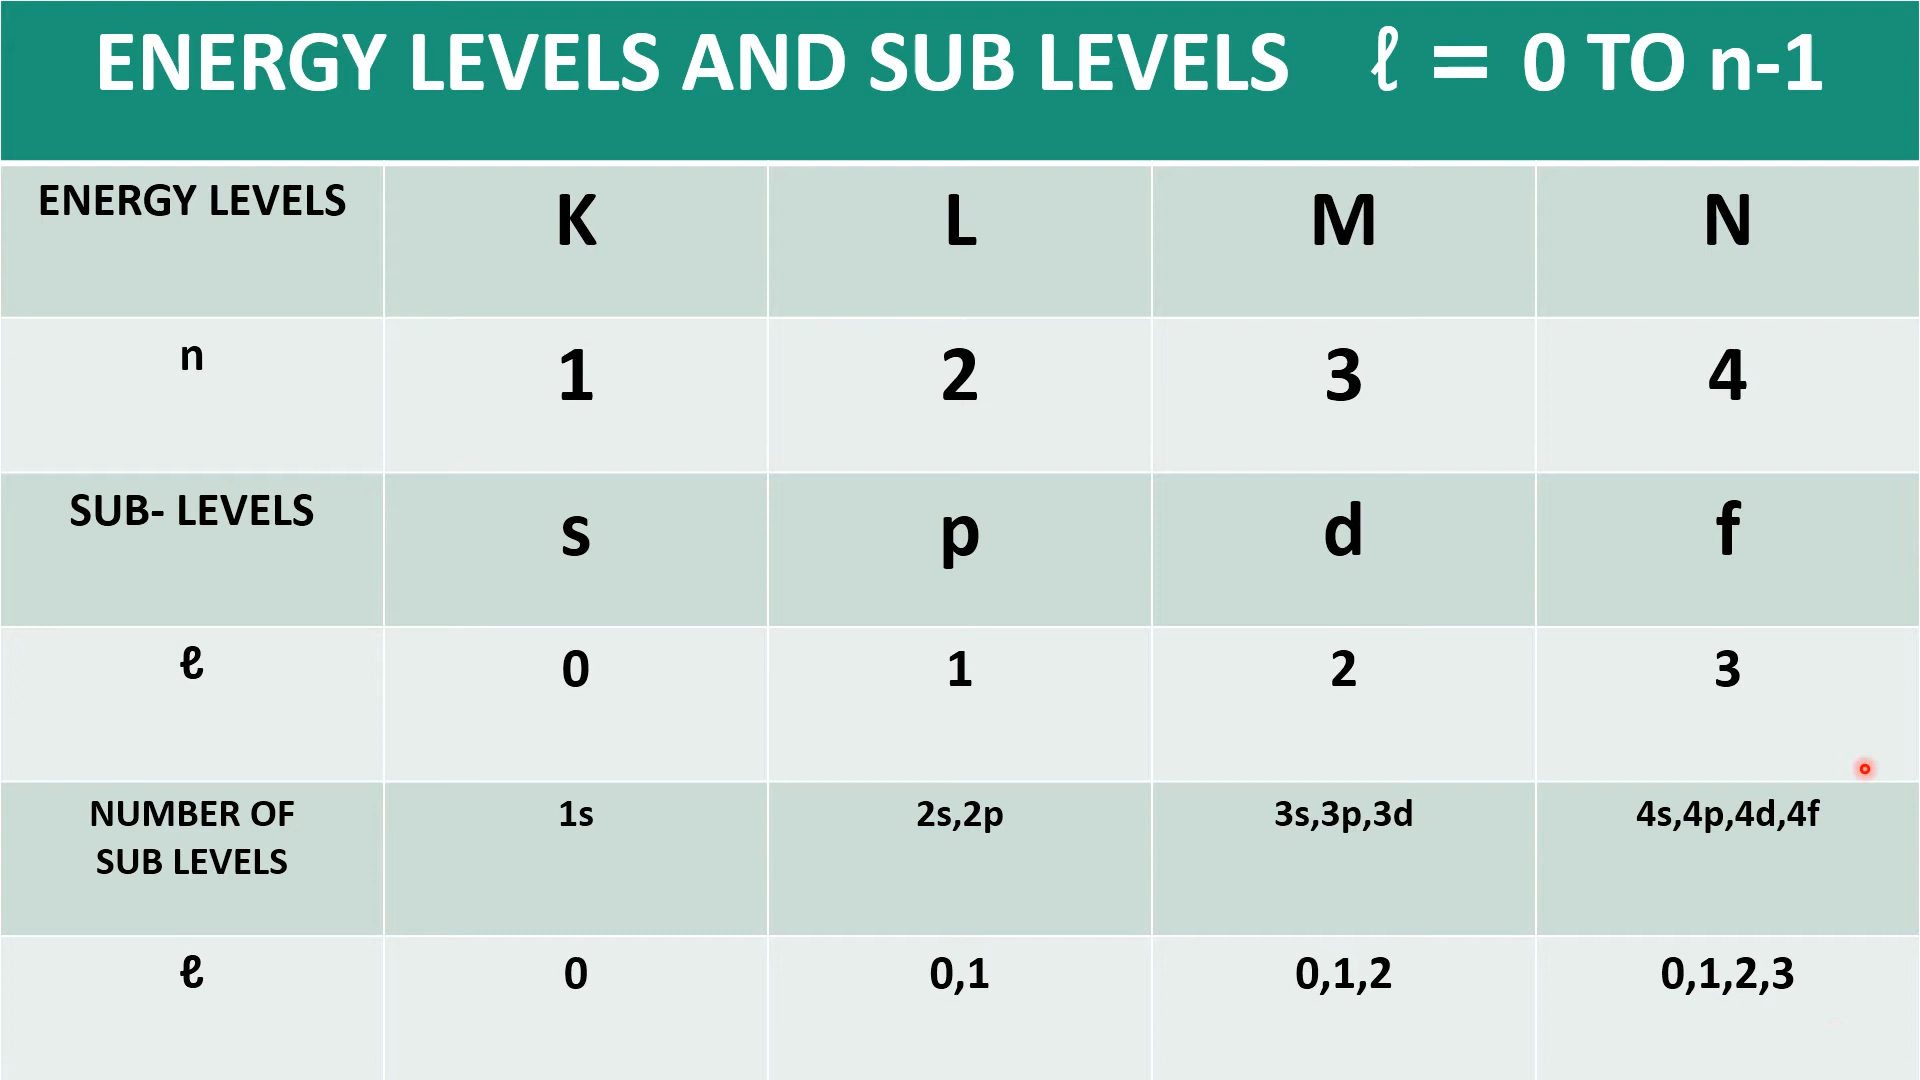 ENERGY LEVELS AND SUB LEVELS ℓ = 0 TO n-1
ENERGY LEVELS K L M N
n 1 2 3 4
SUB- LEVELS s p d f
ℓ 0 1 2 3
NUMBER OF SUB LEVELS 1s 2s,2p 3s,3p,3d 4s,4p,4d,4f
ℓ 0 0,1 0,1,2 0,1,2,3